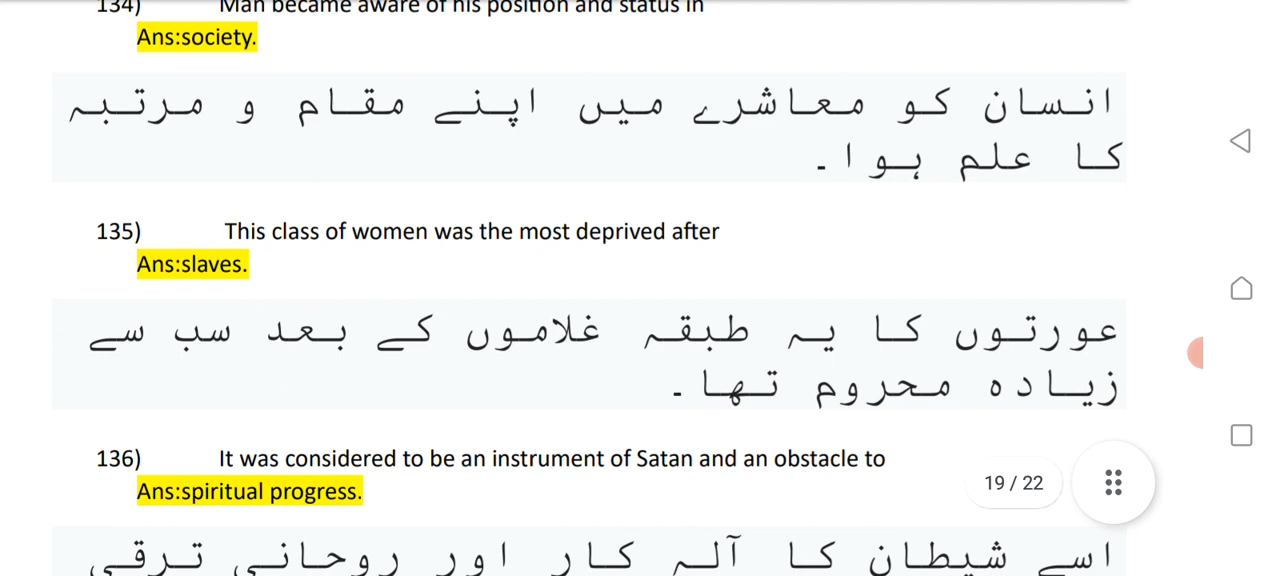 134) Man became aware of his position and status in
Ans:society.
انسان کو معاشرے میں اپنے مقام و مرتبہ
کا علم ہوا۔
135) This class of women was the most deprived after
Ans:slaves.
عورتوں کا یہ طبقہ غلاموں کے بعد سب سے
زیادہ محروم تھا۔
136) It was considered to be an instrument of Satan and an obstacle to
Ans:spiritual progress.
19 / 22
اسے شیطان کا آلہ کار اور روحانی ترقی